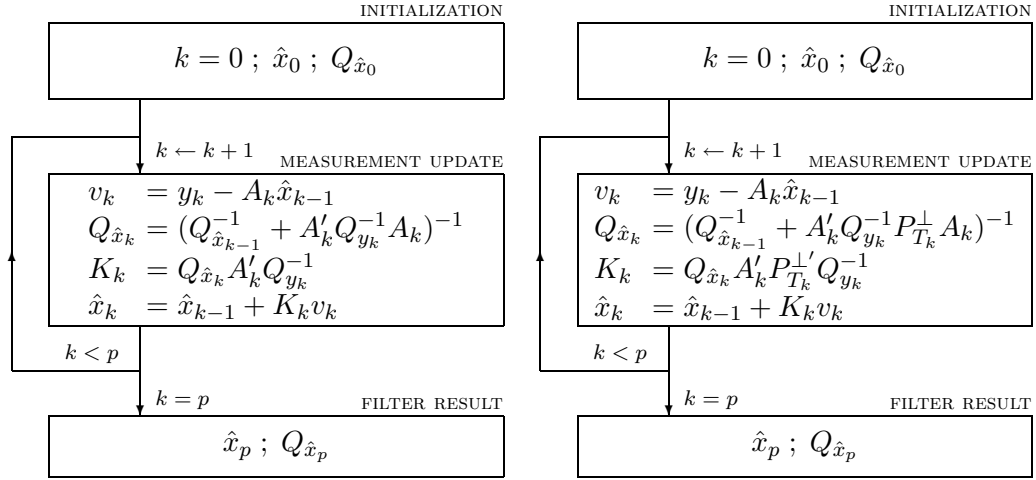 INITIALIZATION
k = 0 ; x̂₀ ; Q_{x̂₀}
k ← k + 1
MEASUREMENT UPDATE
v_k = y_k − A_k x̂_{k−1}
Q_{x̂_k} = (Q_{x̂_{k−1}}^{−1} + A′_k Q_{y_k}^{−1} A_k)^{−1}
K_k = Q_{x̂_k} A′_k Q_{y_k}^{−1}
x̂_k = x̂_{k−1} + K_k v_k
k < p
k = p
FILTER RESULT
x̂_p ; Q_{x̂_p}
INITIALIZATION
k = 0 ; x̂₀ ; Q_{x̂₀}
k ← k + 1
MEASUREMENT UPDATE
v_k = y_k − A_k x̂_{k−1}
Q_{x̂_k} = (Q_{x̂_{k−1}}^{−1} + A′_k Q_{y_k}^{−1} P_{T_k}^{⊥} A_k)^{−1}
K_k = Q_{x̂_k} A′_k P_{T_k}^{⊥′} Q_{y_k}^{−1}
x̂_k = x̂_{k−1} + K_k v_k
k < p
k = p
FILTER RESULT
x̂_p ; Q_{x̂_p}